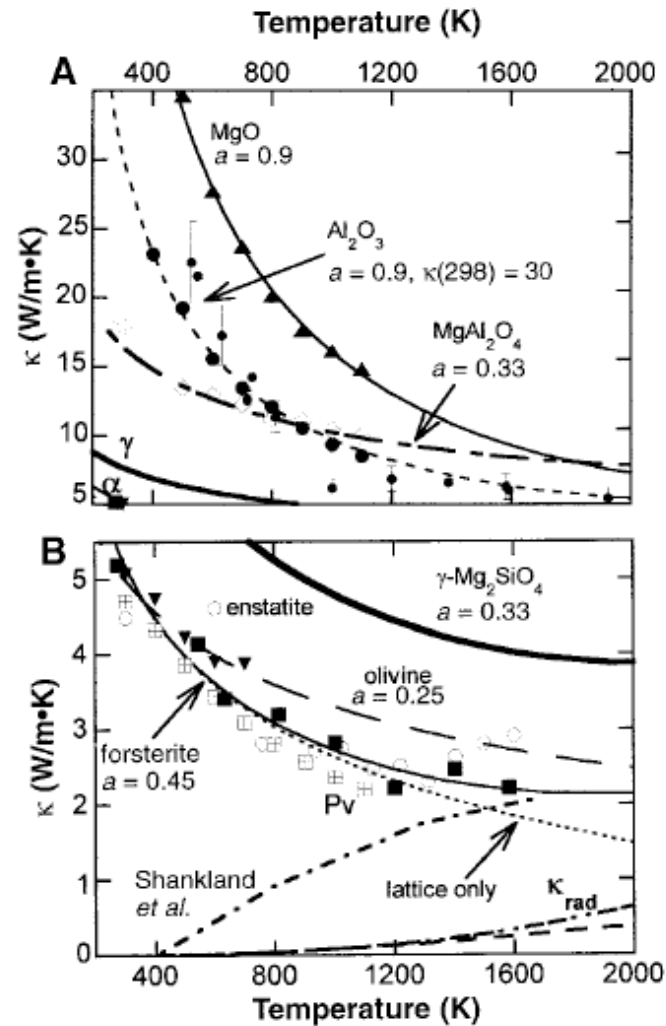 Temperature (K)
A
400 800 1200 1600 2000
MgO
a = 0.9
Al₂O₃
a = 0.9, κ(298) = 30
MgAl₂O₄
a = 0.33
κ (W/m•K)
30
25
20
15
10
5
γ
α
B
γ-Mg₂SiO₄
a = 0.33
enstatite
olivine
a = 0.25
forsterite
a = 0.45
Pv
lattice only
Shankland
et al.
κrad
κ (W/m•K)
5
4
3
2
1
0
400 800 1200 1600 2000
Temperature (K)